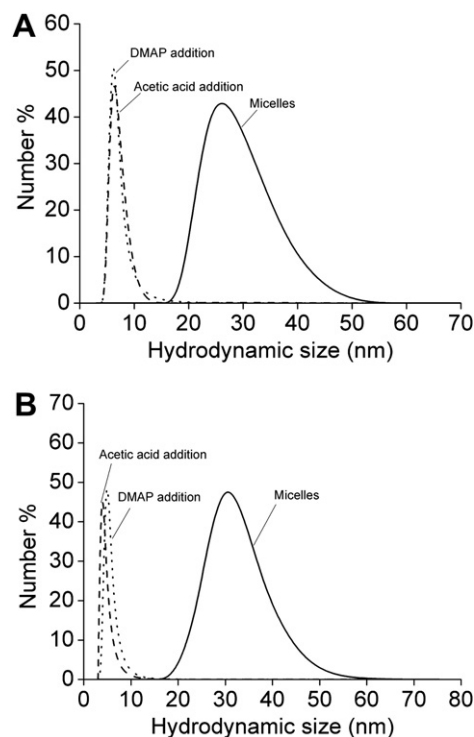 A
60
DMAP addition
50
Acetic acid addition
Micelles
40
30
20
10
0
Number %
0 10 20 30 40 50 60 70
Hydrodynamic size (nm)
B
70
60
Acetic acid addition
50
DMAP addition
Micelles
40
30
20
10
0
Number %
0 10 20 30 40 50 60 70 80
Hydrodynamic size (nm)